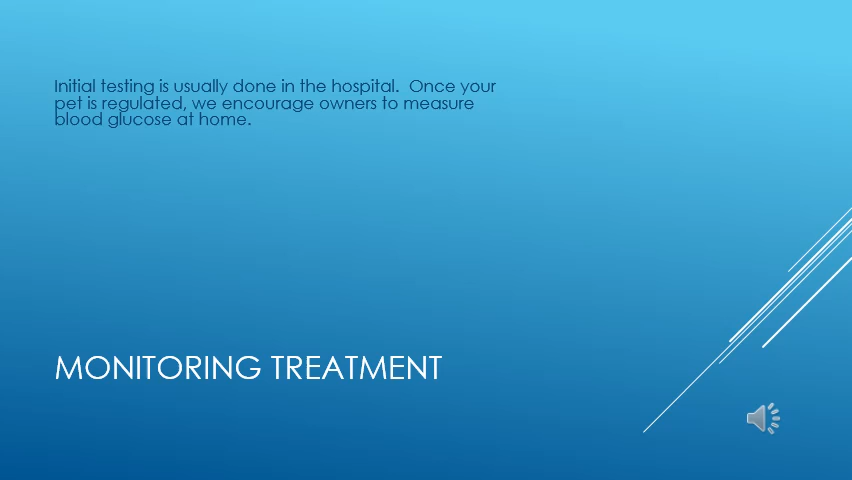 Initial testing is usually done in the hospital.  Once your
pet is regulated, we encourage owners to measure
blood glucose at home.
MONITORING TREATMENT